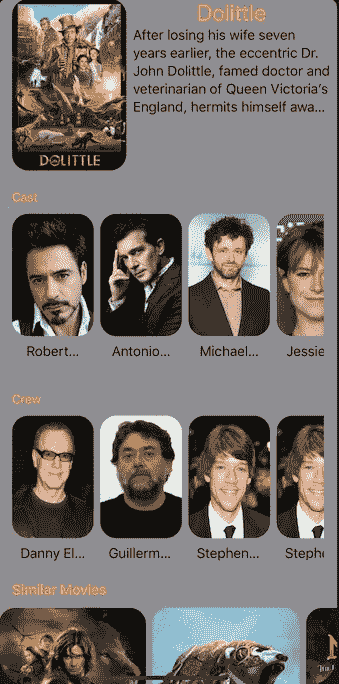 Dolittle
After losing his wife seven
years earlier, the eccentric Dr.
John Dolittle, famed doctor and
veterinarian of Queen Victoria's
England, hermits himself awa...
DOLITTLE
Cast
Robert...
Antonio...
Michael...
Jessie
Crew
Danny El...
Guillerm...
Stephen...
Stephe
Similar Movies